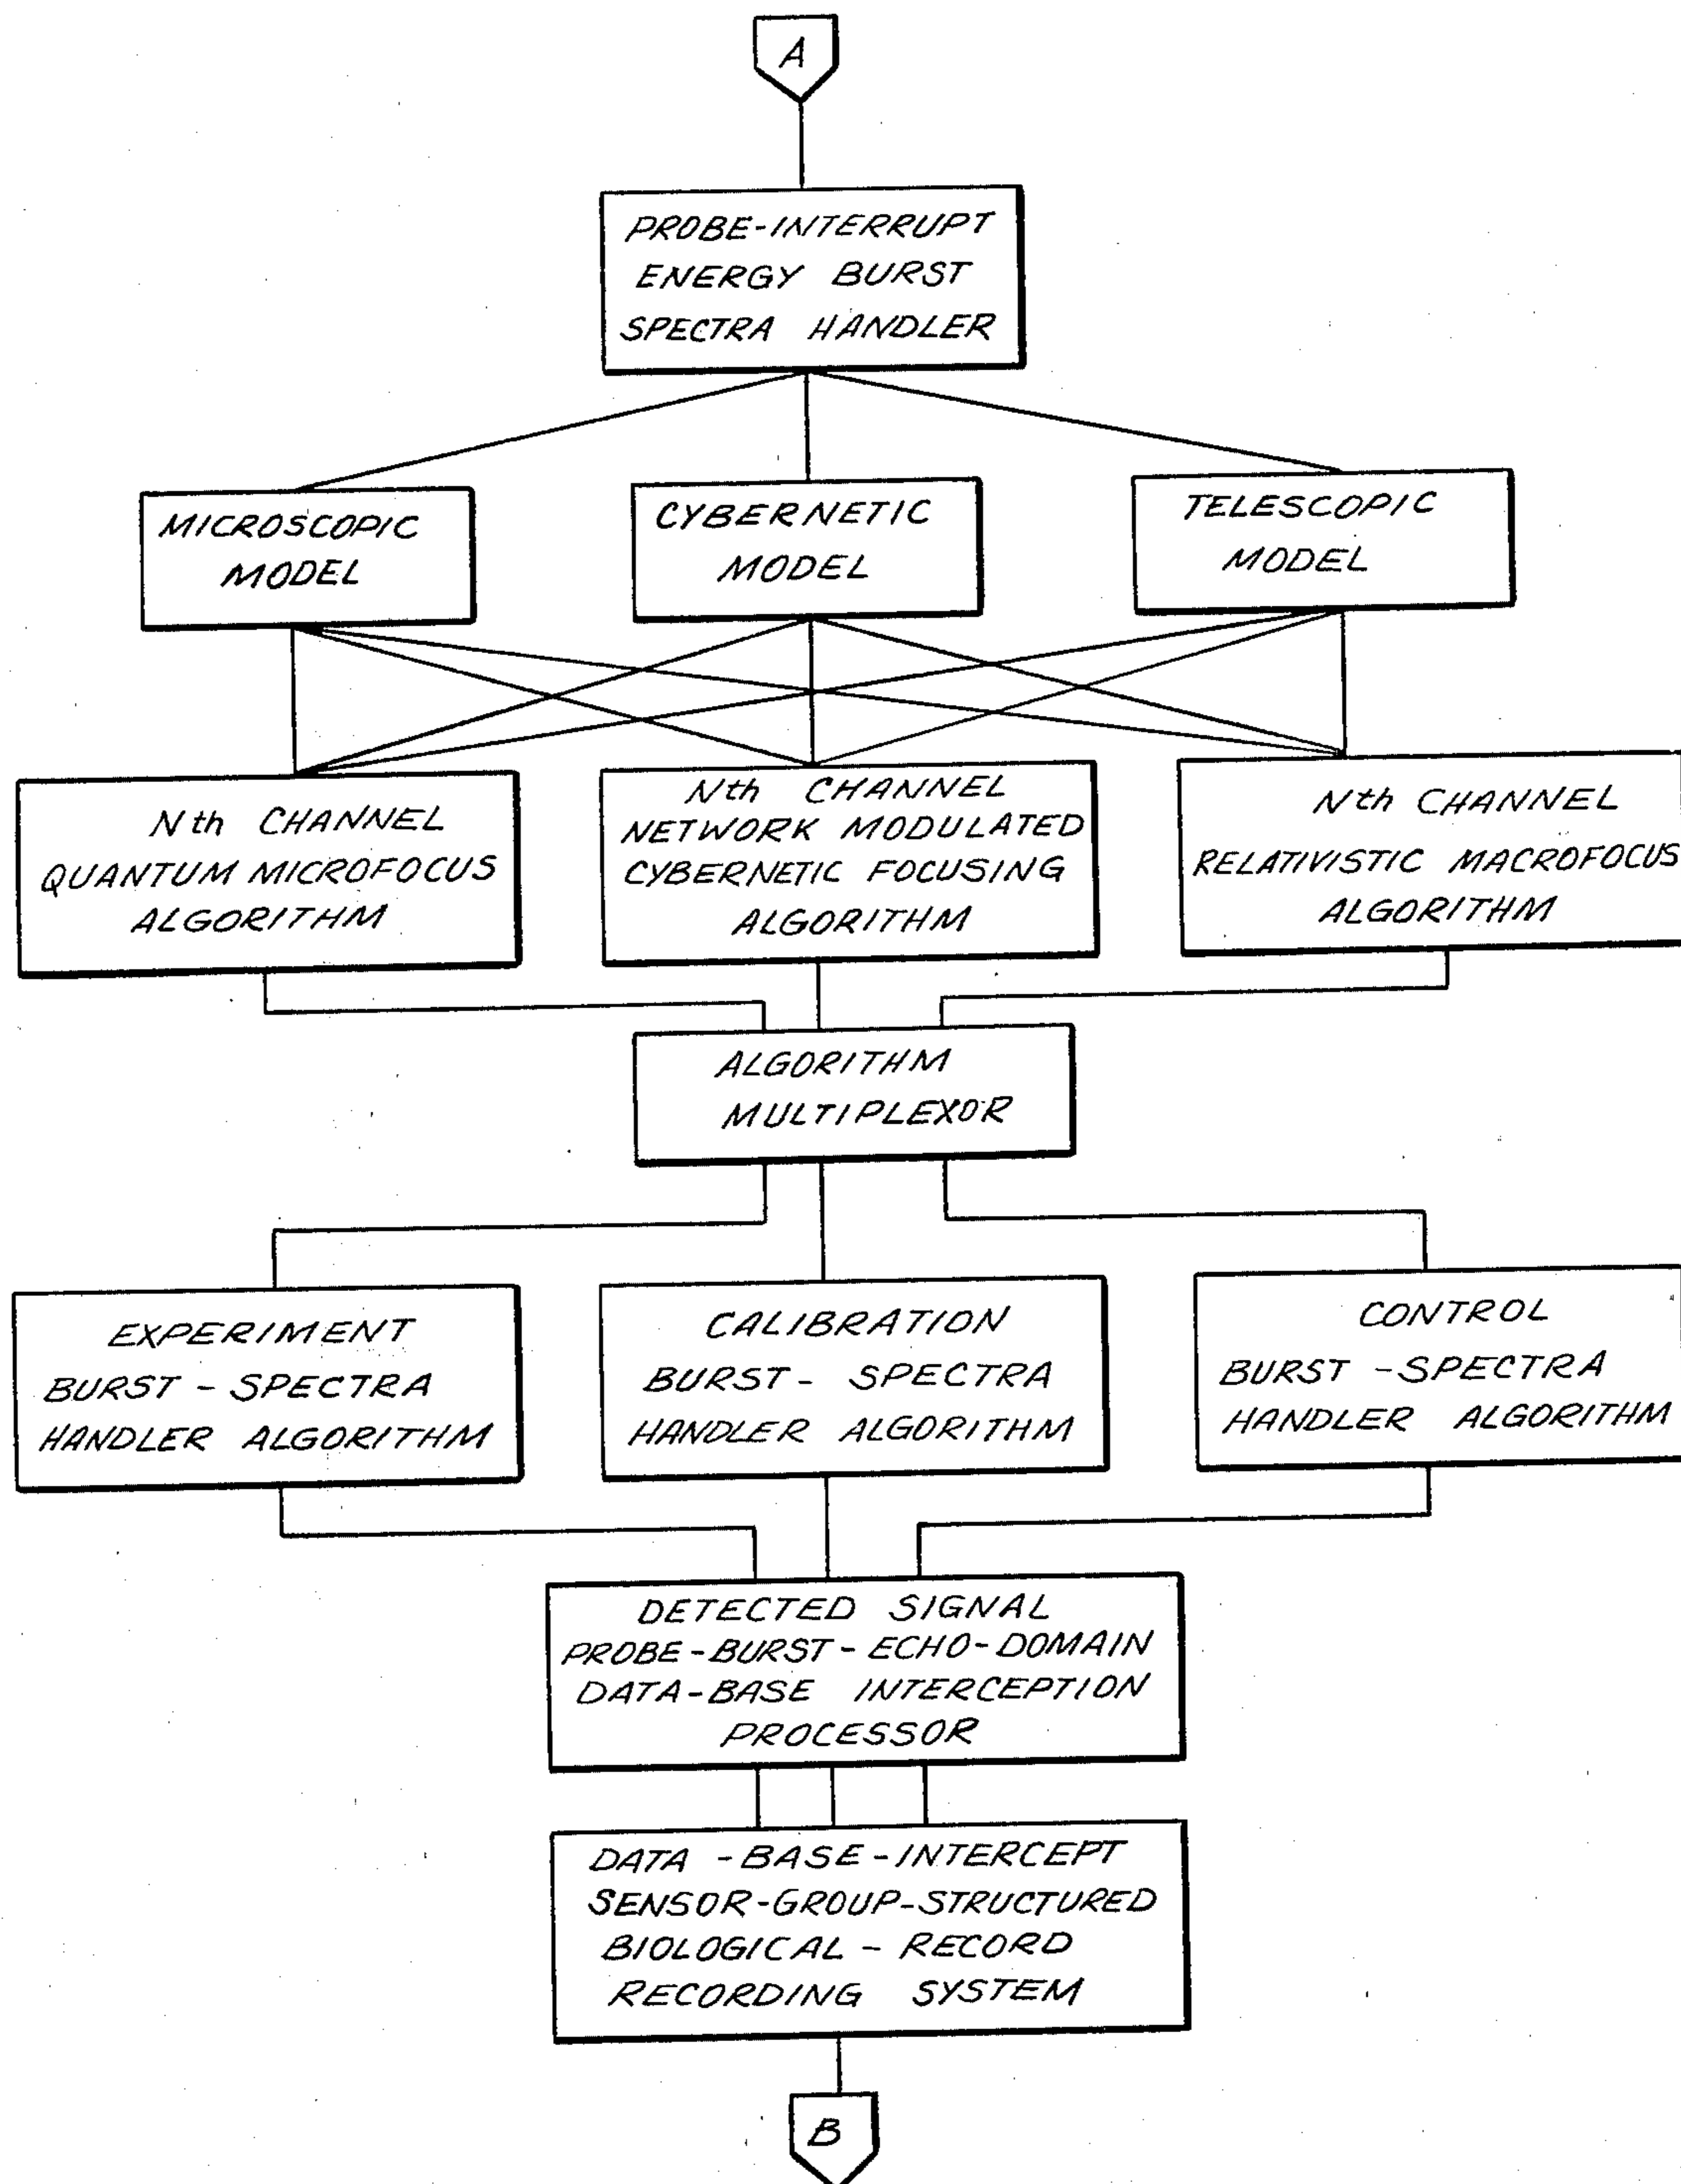 A
PROBE-INTERRUPT
ENERGY BURST
SPECTRA HANDLER
MICROSCOPIC
MODEL
CYBERNETIC
MODEL
TELESCOPIC
MODEL
Nth CHANNEL
QUANTUM MICROFOCUS
ALGORITHM
Nth CHANNEL
NETWORK MODULATED
CYBERNETIC FOCUSING
ALGORITHM
Nth CHANNEL
RELATIVISTIC MACROFOCUS
ALGORITHM
ALGORITHM
MULTIPLEXOR
EXPERIMENT
BURST - SPECTRA
HANDLER ALGORITHM
CALIBRATION
BURST - SPECTRA
HANDLER ALGORITHM
CONTROL
BURST - SPECTRA
HANDLER ALGORITHM
DETECTED SIGNAL
PROBE-BURST-ECHO-DOMAIN
DATA-BASE INTERCEPTION
PROCESSOR
DATA - BASE - INTERCEPT
SENSOR-GROUP-STRUCTURED
BIOLOGICAL - RECORD
RECORDING SYSTEM
B